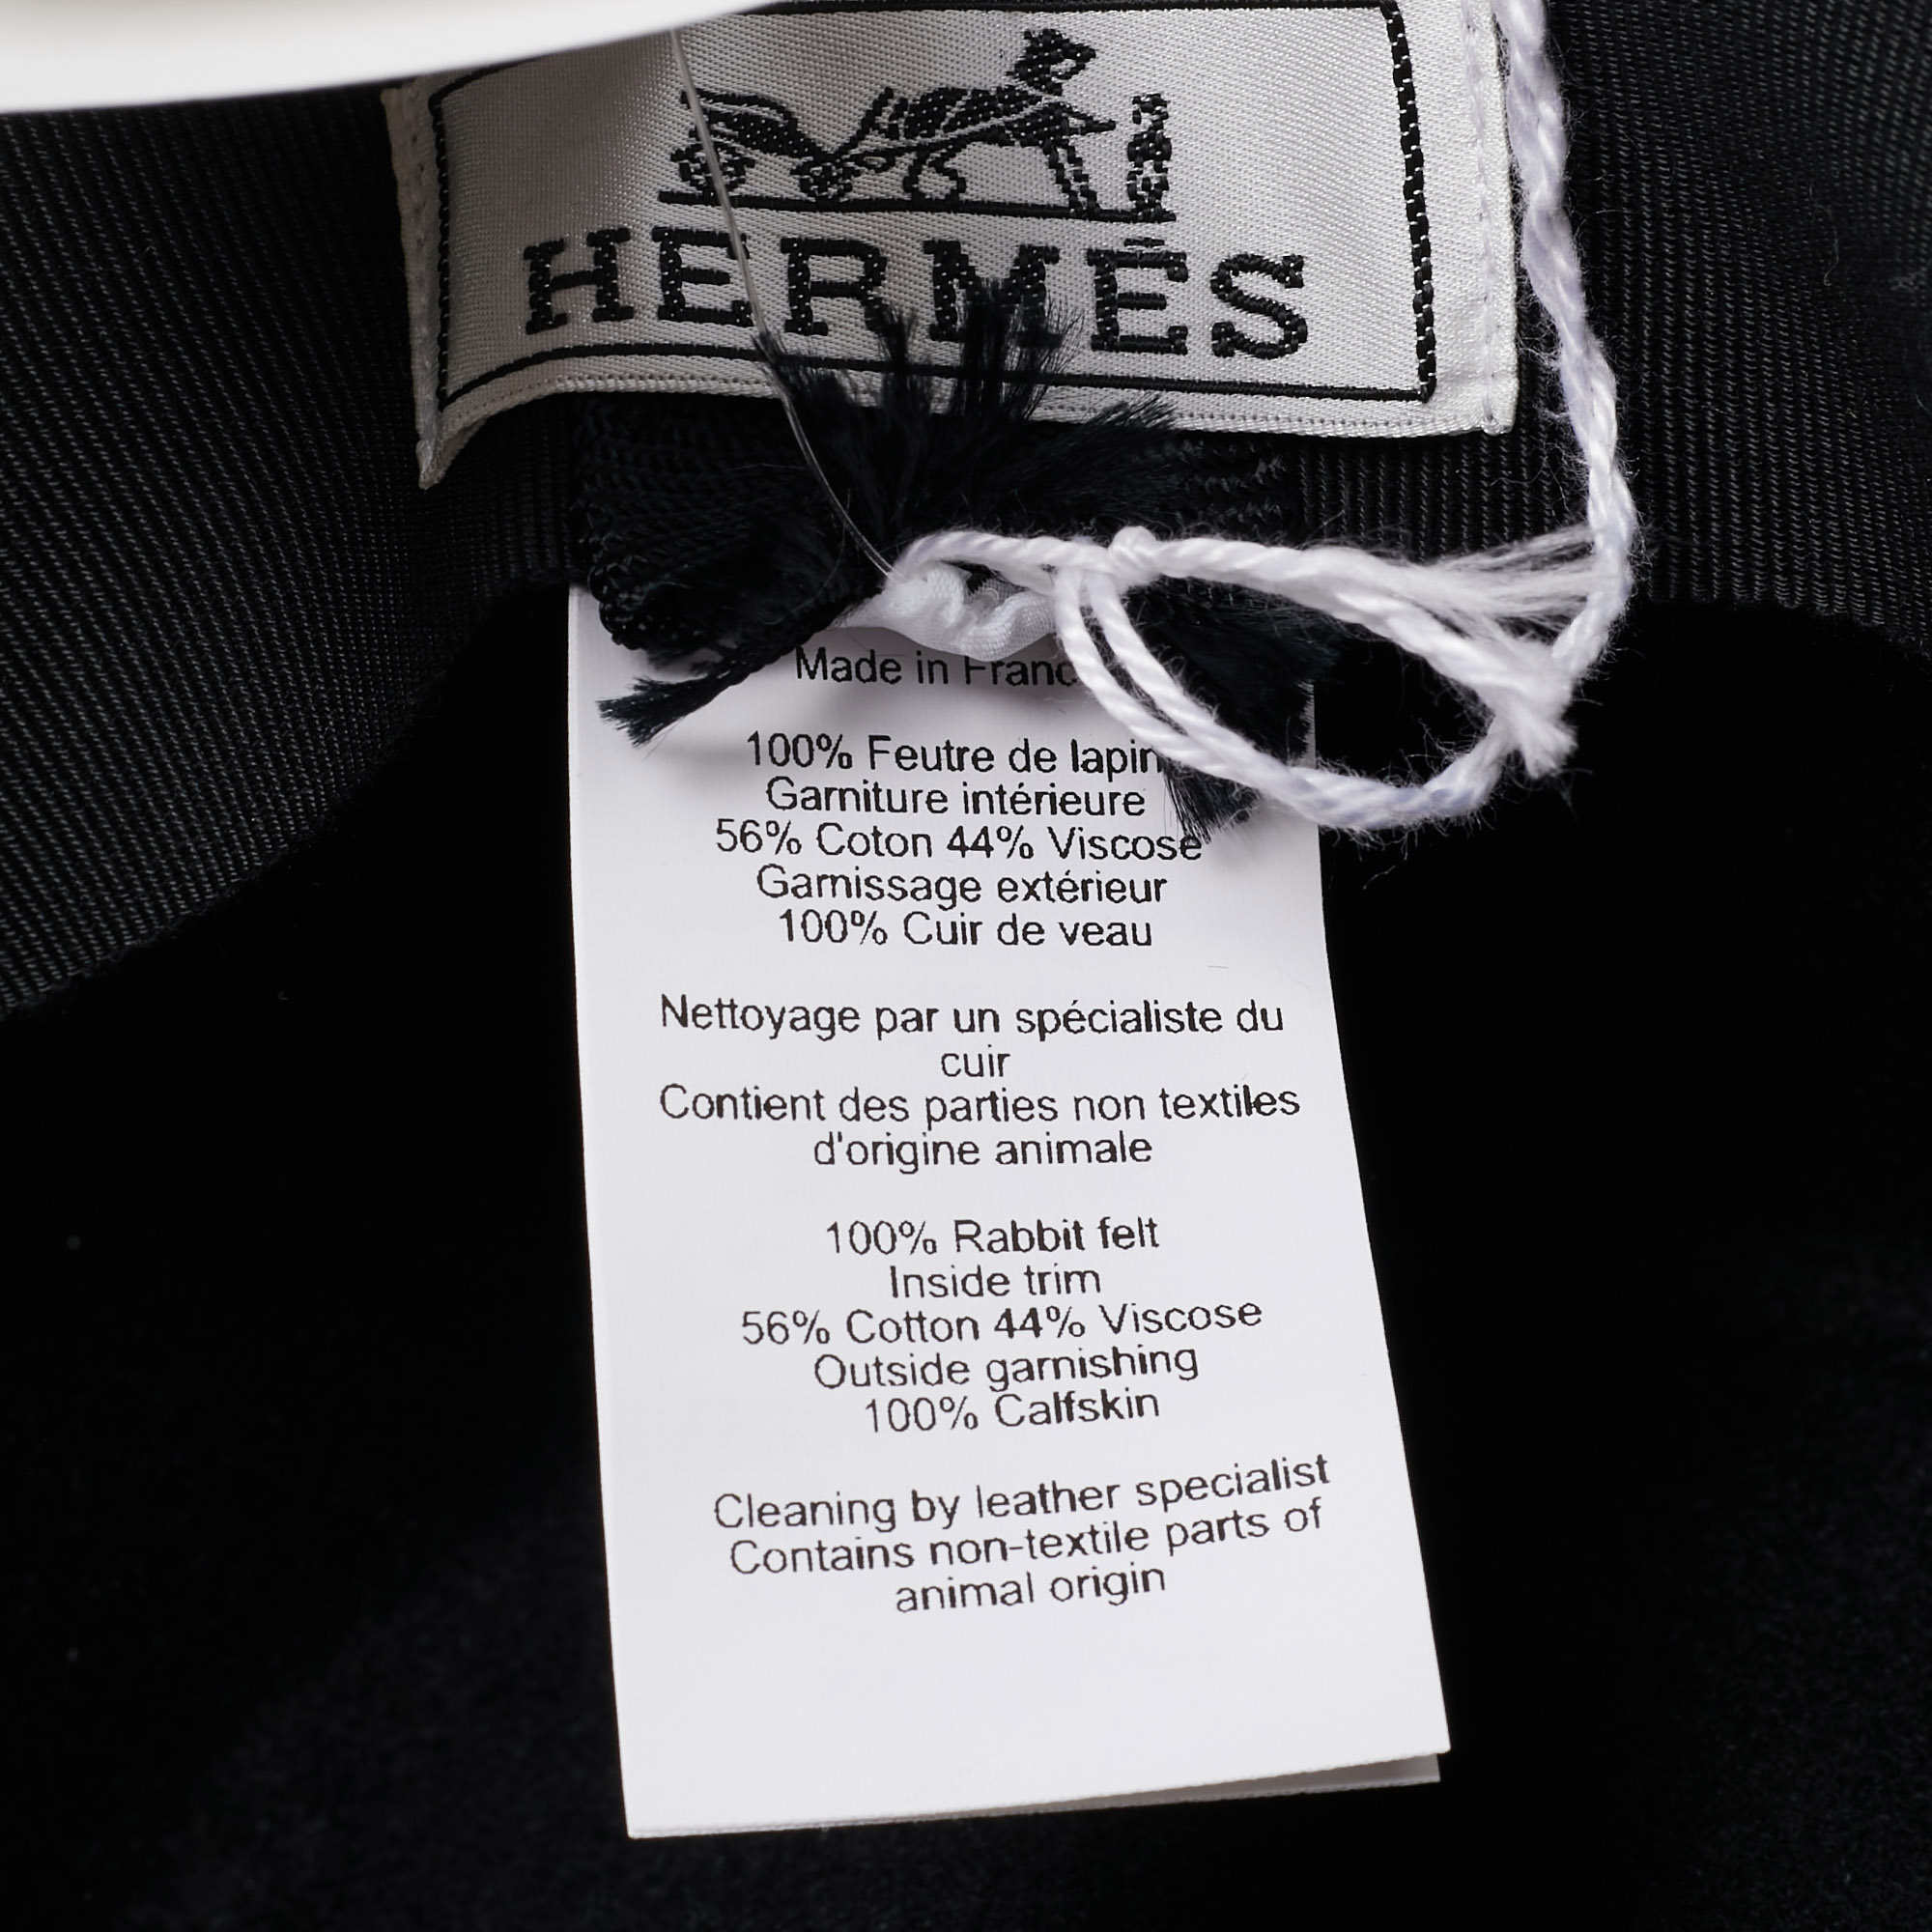 HERMÈS
Made in
100% Feutre de lapin
Garniture intérieure
56% Coton 44% Viscose
Garnissage extérieur
100% Cuir de veau
Nettoyage par un spécialiste du
cuir
Contient des parties non textiles
d'origine animale
100% Rabbit felt
Inside trim
56% Cotton 44% Viscose
Outside garnishing
100% Calfskin
Cleaning by leather specialist
Contains non-textile parts of
animal origin